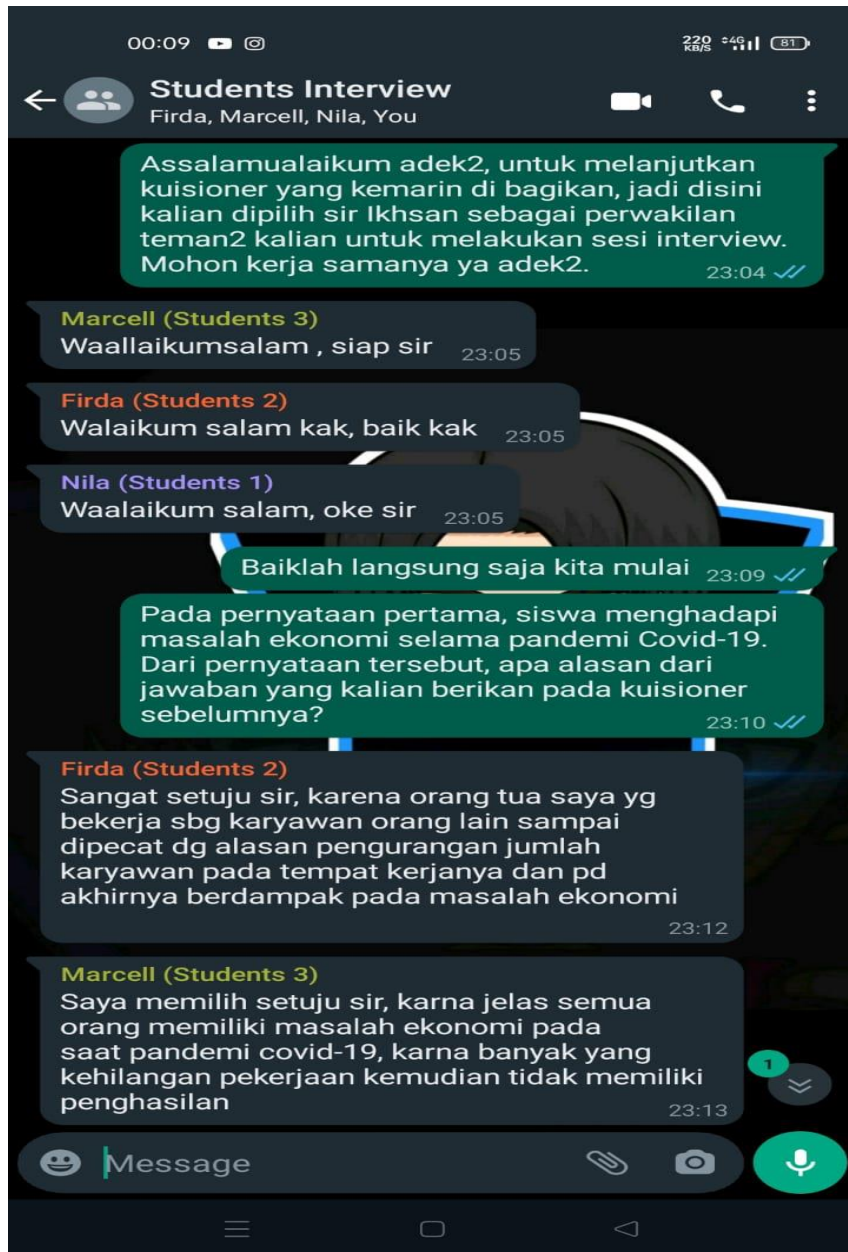 00:09
220 KB/S 4G 81
Students Interview
Firda, Marcell, Nila, You
Assalamualaikum adek2, untuk melanjutkan
kuisioner yang kemarin di bagikan, jadi disini
kalian dipilih sir Ikhsan sebagai perwakilan
teman2 kalian untuk melakukan sesi interview.
Mohon kerja samanya ya adek2.
23:04
Marcell (Students 3)
Waallaikumsalam , siap sir 23:05
Firda (Students 2)
Walaikum salam kak, baik kak 23:05
Nila (Students 1)
Waalaikum salam, oke sir 23:05
Baiklah langsung saja kita mulai 23:09
Pada pernyataan pertama, siswa menghadapi
masalah ekonomi selama pandemi Covid-19.
Dari pernyataan tersebut, apa alasan dari
jawaban yang kalian berikan pada kuisioner
sebelumnya?
23:10
Firda (Students 2)
Sangat setuju sir, karena orang tua saya yg
bekerja sbg karyawan orang lain sampai
dipecat dg alasan pengurangan jumlah
karyawan pada tempat kerjanya dan pd
akhirnya berdampak pada masalah ekonomi
23:12
Marcell (Students 3)
Saya memilih setuju sir, karna jelas semua
orang memiliki masalah ekonomi pada
saat pandemi covid-19, karna banyak yang
kehilangan pekerjaan kemudian tidak memiliki
penghasilan
23:13
1
Message